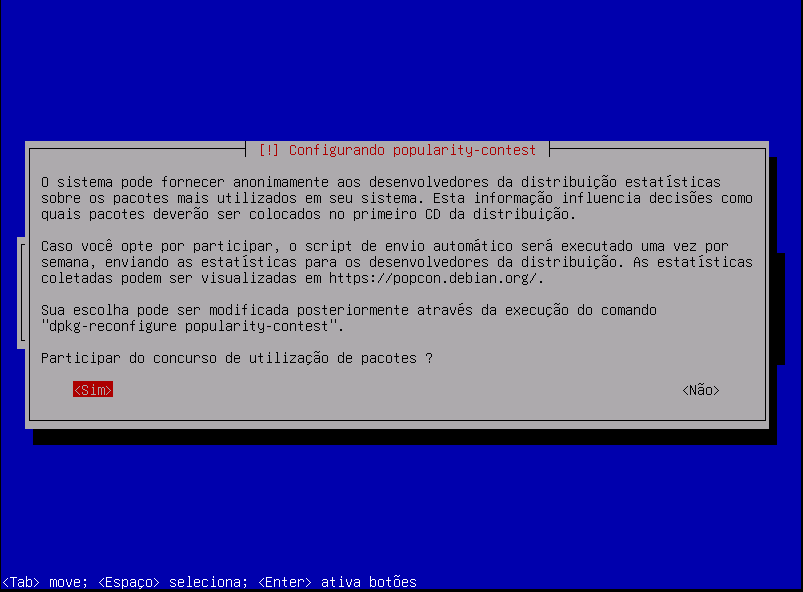 [!] Configurando popularity-contest
O sistema pode fornecer anonimamente aos desenvolvedores da distribuição estatísticas
sobre os pacotes mais utilizados em seu sistema. Esta informação influencia decisões como
quais pacotes deverão ser colocados no primeiro CD da distribuição.
Caso você opte por participar, o script de envio automático será executado uma vez por
semana, enviando as estatísticas para os desenvolvedores da distribuição. As estatísticas
coletadas podem ser visualizadas em https://popcon.debian.org/.
Sua escolha pode ser modificada posteriormente através da execução do comando
"dpkg-reconfigure popularity-contest".
Participar do concurso de utilização de pacotes ?
<Sim> <Não>
<Tab> move; <Espaço> seleciona; <Enter> ativa botões